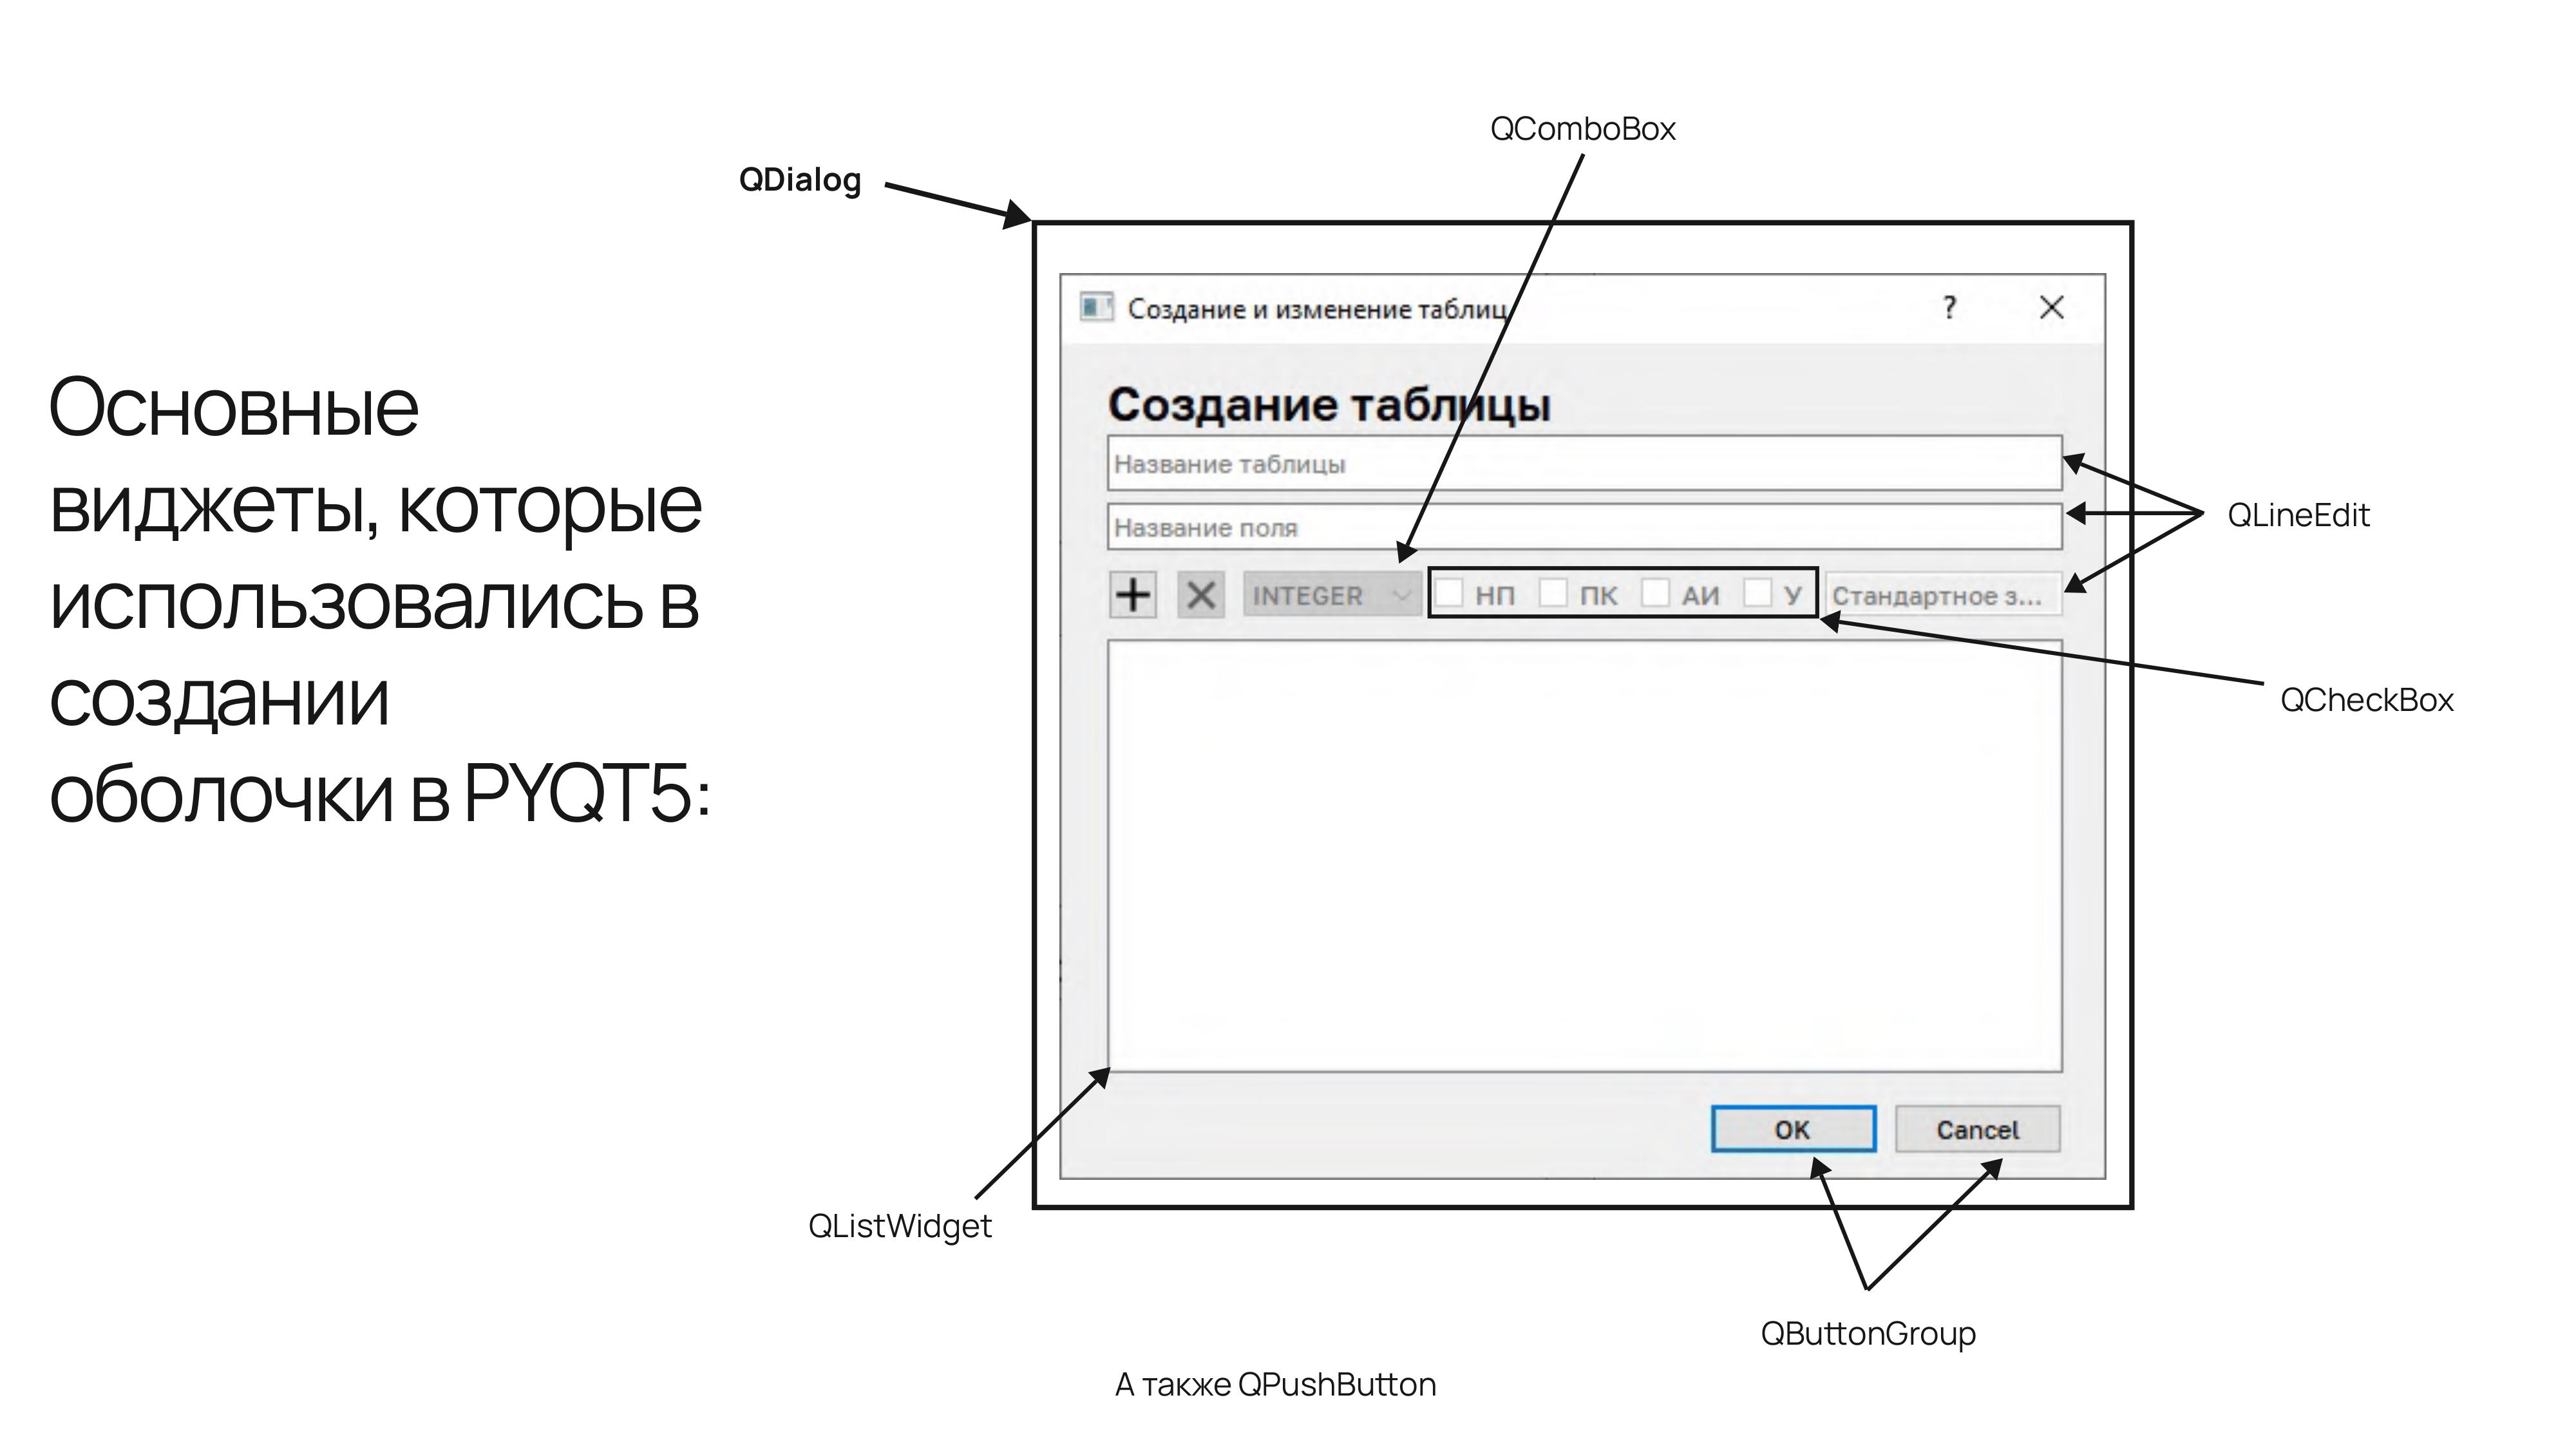 Основные
виджеты, которые
использовались в
создании
оболочки в PYQT5:
QComboBox
QDialog
Создание и изменение таблиц
?
Создание таблицы
Название таблицы
Название поля
QLineEdit
INTEGER
НП ПК АИ У
Стандартное з...
QCheckBox
OK Cancel
QListWidget
QButtonGroup
А также QPushButton